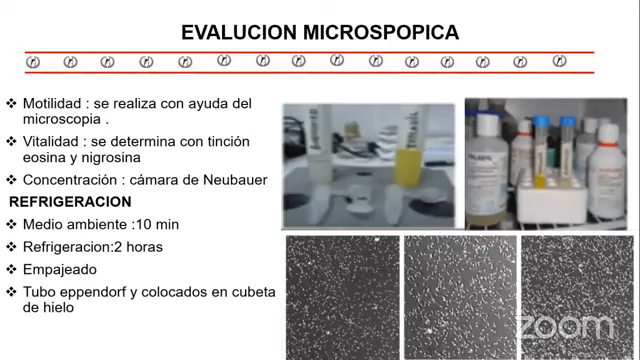 EVALUCION MICROSPOPICA
❖ Motilidad : se realiza con ayuda del
microscopia .
❖ Vitalidad : se determina con tinción
eosina y nigrosina
❖ Concentración : cámara de Neubauer
REFRIGERACION
❖ Medio ambiente :10 min
❖ Refrigeracion:2 horas
❖ Empajeado
❖ Tubo eppendorf y colocados en cubeta
de hielo
zoom